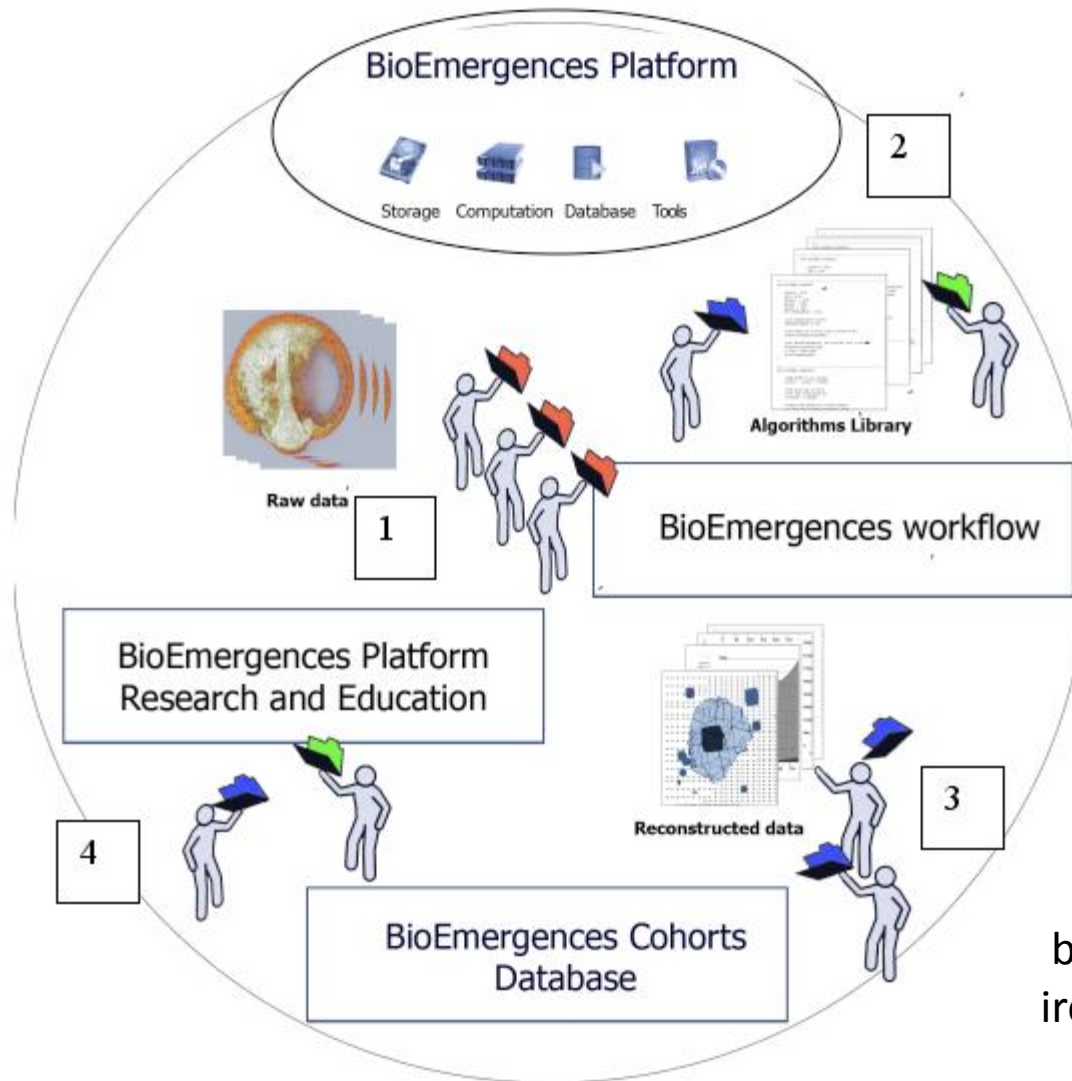 BioEmergences Platform
Storage Computation Database Tools
2
Algorithms Library
Raw data
1
BioEmergences workflow
BioEmergences Platform
Research and Education
Reconstructed data
3
4
BioEmergences Cohorts
Database